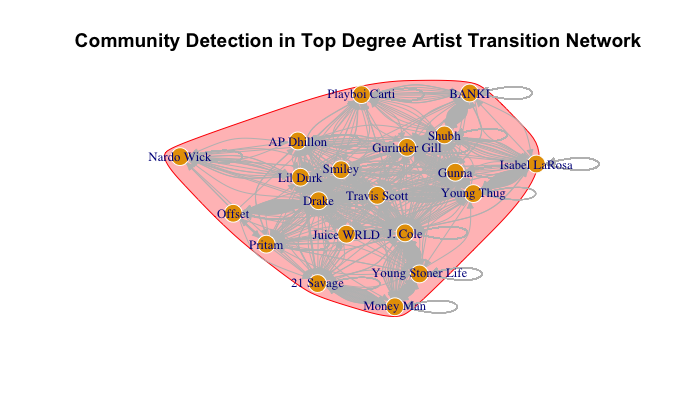 Community Detection in Top Degree Artist Transition Network
Playboi Carti
BANKI
Shubh
AP Dhillon
Gurinder Gill
Nardo Wick
Isabel LaRosa
Smiley
Gunna
Lil Durk
Young Thug
Travis Scott
Drake
Offset
Juice WRLD
J. Cole
Pritam
Young Stoner Life
21 Savage
Money Man